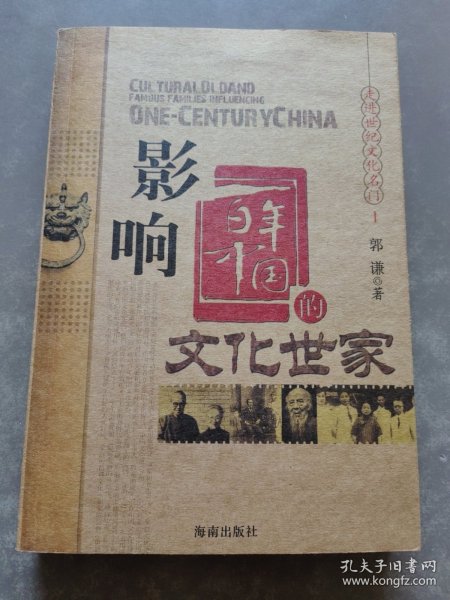 CULTURALOLDAND
FAMOUS FAMILIES INFLUENCING
ONE-CENTURYCHINA
走进世纪文化名门 1
郭谦◎著
影响
百年
中国
的
文化世家
海南出版社
孔夫子旧书网
www.kongfz.com